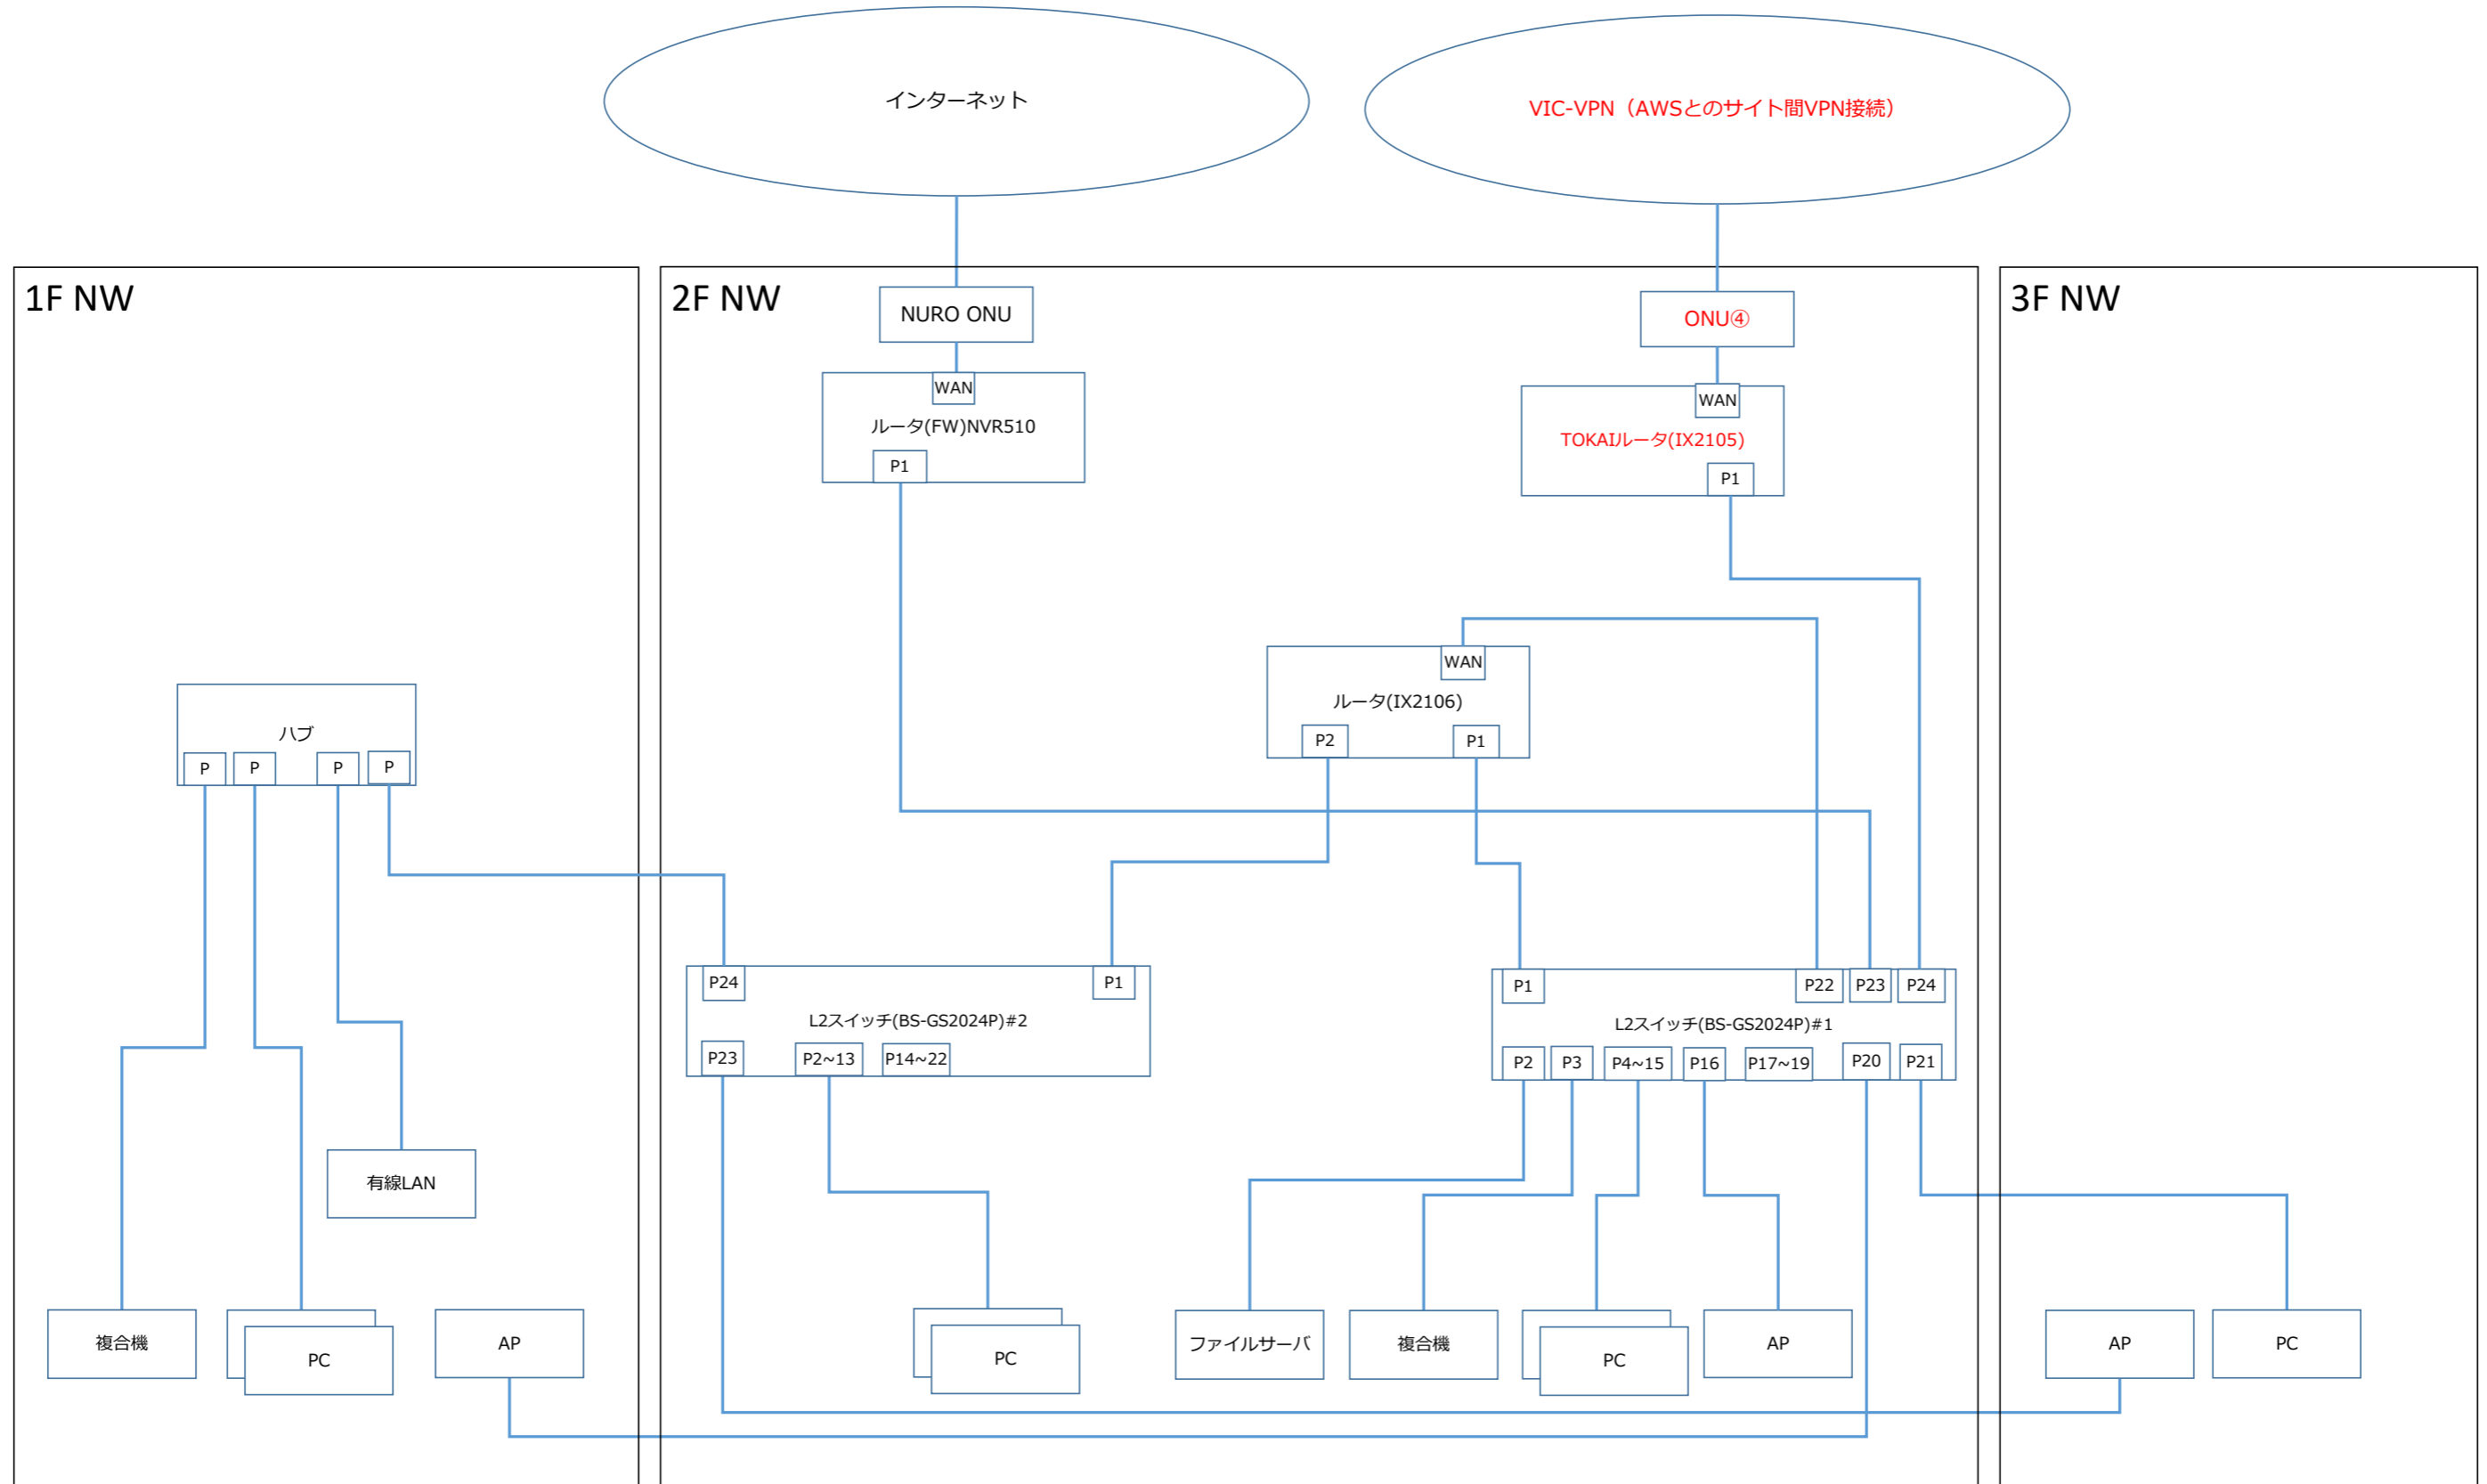 インターネット
VIC-VPN（AWSとのサイト間VPN接続）
1F NW
2F NW
3F NW
NURO ONU
ONU④
WAN
ルータ(FW)NVR510
P1
WAN
TOKAIルータ(IX2105)
P1
WAN
ルータ(IX2106)
P2
P1
ハブ
P
P
P
P
P24
P1
L2スイッチ(BS-GS2024P)#2
P23
P2~13
P14~22
P1
P22
P23
P24
L2スイッチ(BS-GS2024P)#1
P2
P3
P4~15
P16
P17~19
P20
P21
有線LAN
複合機
PC
AP
PC
ファイルサーバ
複合機
PC
AP
AP
PC